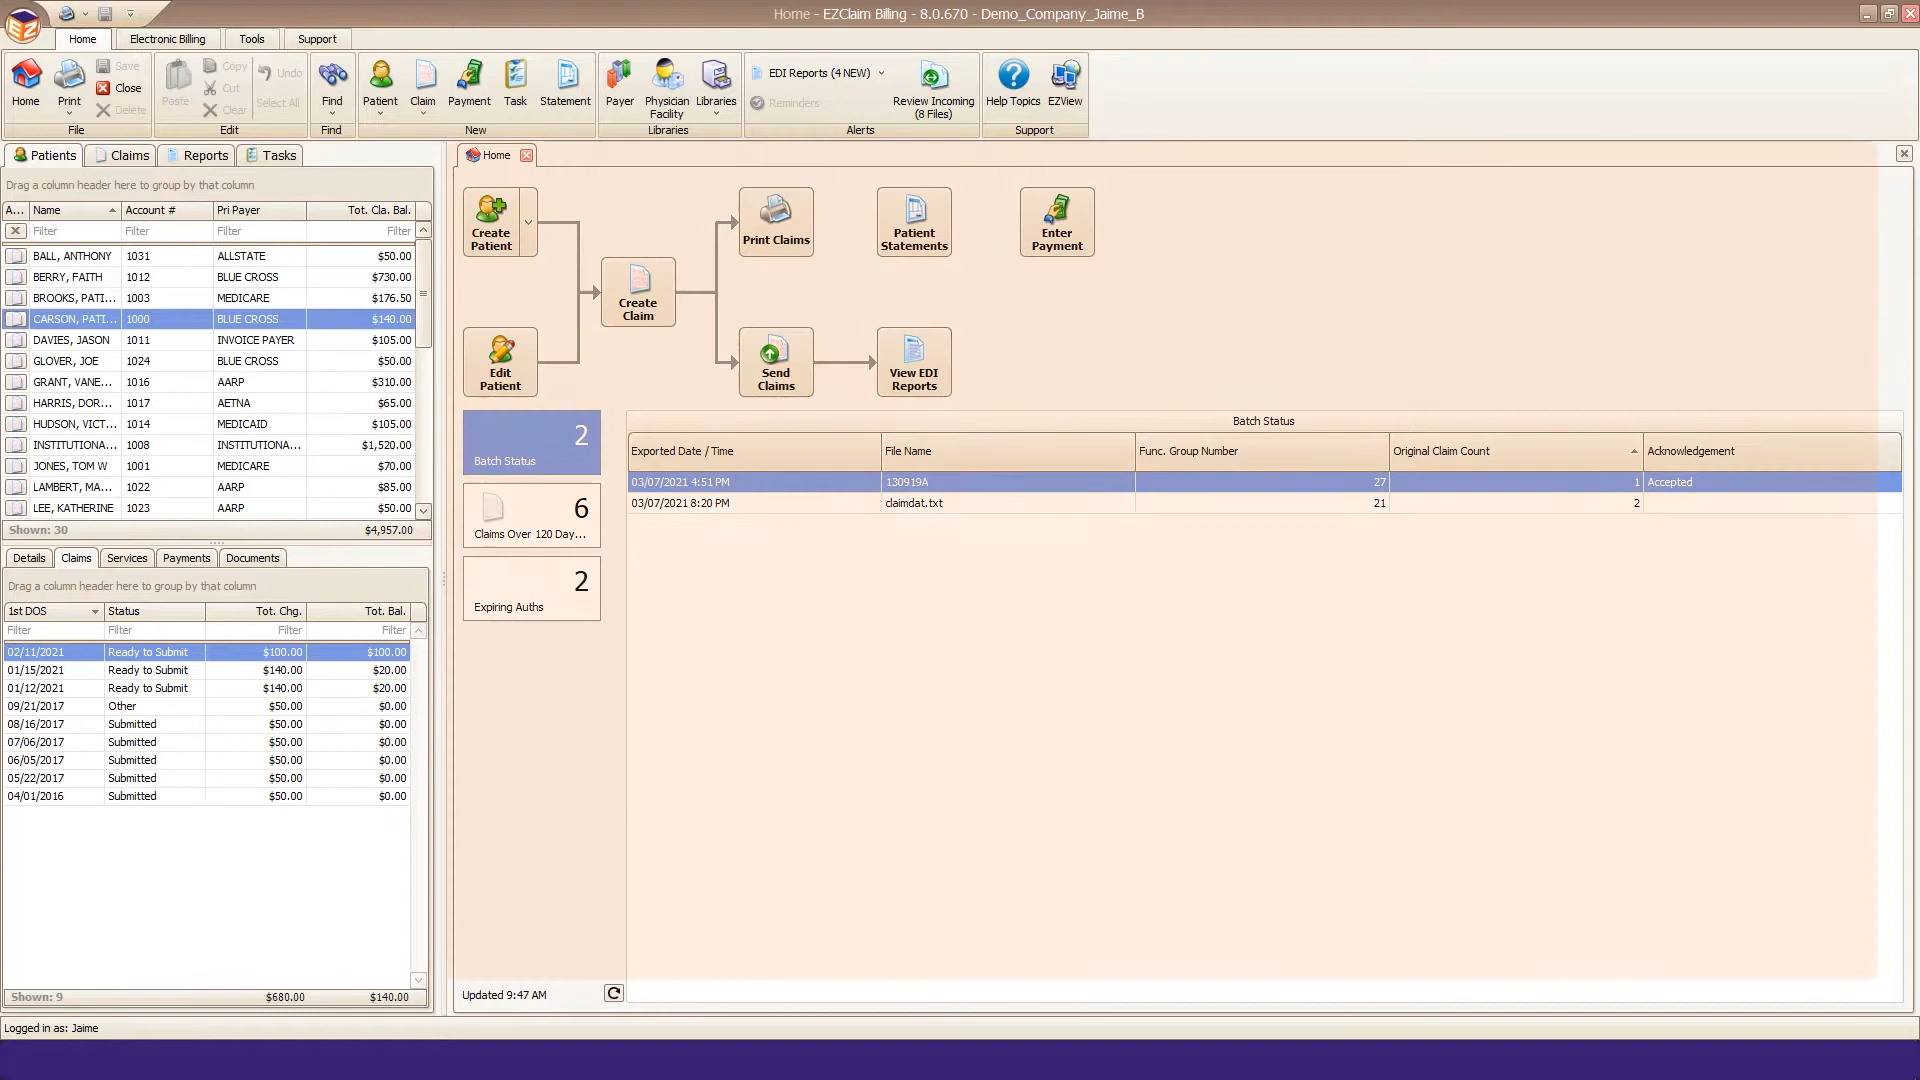 Home - EZClaim Billing - 8.0.670 - Demo_Company_Jaime_B
Home Electronic Billing Tools Support
Home Print Save Close Delete
File
Paste Copy Cut Clear Undo Select All
Edit
Find
Find
Patient Claim Payment Task Statement
New
Payer Physician Facility Libraries
Libraries
EDI Reports (4 NEW)
Reminders
Review Incoming (8 Files)
Alerts
Help Topics EZView
Support
Patients Claims Reports Tasks
Drag a column header here to group by that column
A... Name Account # Pri Payer Tot. Cla. Bal.
Filter Filter Filter Filter
BALL, ANTHONY 1031 ALLSTATE $50.00
BERRY, FAITH 1012 BLUE CROSS $730.00
BROOKS, PATI... 1003 MEDICARE $176.50
CARSON, PATI... 1000 BLUE CROSS $140.00
DAVIES, JASON 1011 INVOICE PAYER $105.00
GLOVER, JOE 1024 BLUE CROSS $50.00
GRANT, VANE... 1016 AARP $310.00
HARRIS, DOR... 1017 AETNA $65.00
HUDSON, VICT... 1014 MEDICAID $105.00
INSTITUTIONA... 1008 INSTITUTIONA... $1,520.00
JONES, TOM W 1001 MEDICARE $70.00
LAMBERT, MA... 1022 AARP $85.00
LEE, KATHERINE 1023 AARP $50.00
Shown: 30 $4,957.00
Details Claims Services Payments Documents
Drag a column header here to group by that column
1st DOS Status Tot. Chg. Tot. Bal.
Filter Filter Filter Filter
02/11/2021 Ready to Submit $100.00 $100.00
01/15/2021 Ready to Submit $140.00 $20.00
01/12/2021 Ready to Submit $140.00 $20.00
09/21/2017 Other $50.00 $0.00
08/16/2017 Submitted $50.00 $0.00
07/06/2017 Submitted $50.00 $0.00
06/05/2017 Submitted $50.00 $0.00
05/22/2017 Submitted $50.00 $0.00
04/01/2016 Submitted $50.00 $0.00
Shown: 9 $680.00 $140.00
Logged in as: Jaime
Home
Create Patient
Edit Patient
Create Claim
Print Claims
Send Claims
Patient Statements
View EDI Reports
Enter Payment
2
Batch Status
6
Claims Over 120 Day...
2
Expiring Auths
Updated 9:47 AM
Batch Status
Exported Date / Time File Name Func. Group Number Original Claim Count Acknowledgement
03/07/2021 4:51 PM 130919A 27 1 Accepted
03/07/2021 8:20 PM claimdat.txt 21 2